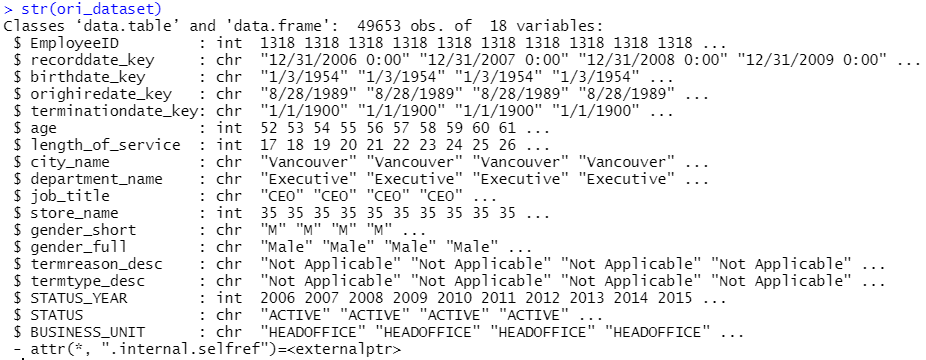 > str(ori_dataset)
Classes ‘data.table’ and 'data.frame':  49653 obs. of  18 variables:
 $ EmployeeID         : int  1318 1318 1318 1318 1318 1318 1318 1318 1318 1318 ...
 $ recorddate_key     : chr  "12/31/2006 0:00" "12/31/2007 0:00" "12/31/2008 0:00" "12/31/2009 0:00" ...
 $ birthdate_key      : chr  "1/3/1954" "1/3/1954" "1/3/1954" "1/3/1954" ...
 $ orighiredate_key   : chr  "8/28/1989" "8/28/1989" "8/28/1989" "8/28/1989" ...
 $ terminationdate_key: chr  "1/1/1900" "1/1/1900" "1/1/1900" "1/1/1900" ...
 $ age                : int  52 53 54 55 56 57 58 59 60 61 ...
 $ length_of_service  : int  17 18 19 20 21 22 23 24 25 26 ...
 $ city_name          : chr  "Vancouver" "Vancouver" "Vancouver" "Vancouver" ...
 $ department_name    : chr  "Executive" "Executive" "Executive" "Executive" ...
 $ job_title          : chr  "CEO" "CEO" "CEO" "CEO" ...
 $ store_name         : int  35 35 35 35 35 35 35 35 35 35 ...
 $ gender_short       : chr  "M" "M" "M" "M" ...
 $ gender_full        : chr  "Male" "Male" "Male" "Male" ...
 $ termreason_desc    : chr  "Not Applicable" "Not Applicable" "Not Applicable" "Not Applicable" ...
 $ termtype_desc      : chr  "Not Applicable" "Not Applicable" "Not Applicable" "Not Applicable" ...
 $ STATUS_YEAR        : int  2006 2007 2008 2009 2010 2011 2012 2013 2014 2015 ...
 $ STATUS             : chr  "ACTIVE" "ACTIVE" "ACTIVE" "ACTIVE" ...
 $ BUSINESS_UNIT      : chr  "HEADOFFICE" "HEADOFFICE" "HEADOFFICE" "HEADOFFICE" ...
 - attr(*, ".internal.selfref")=<externalptr>